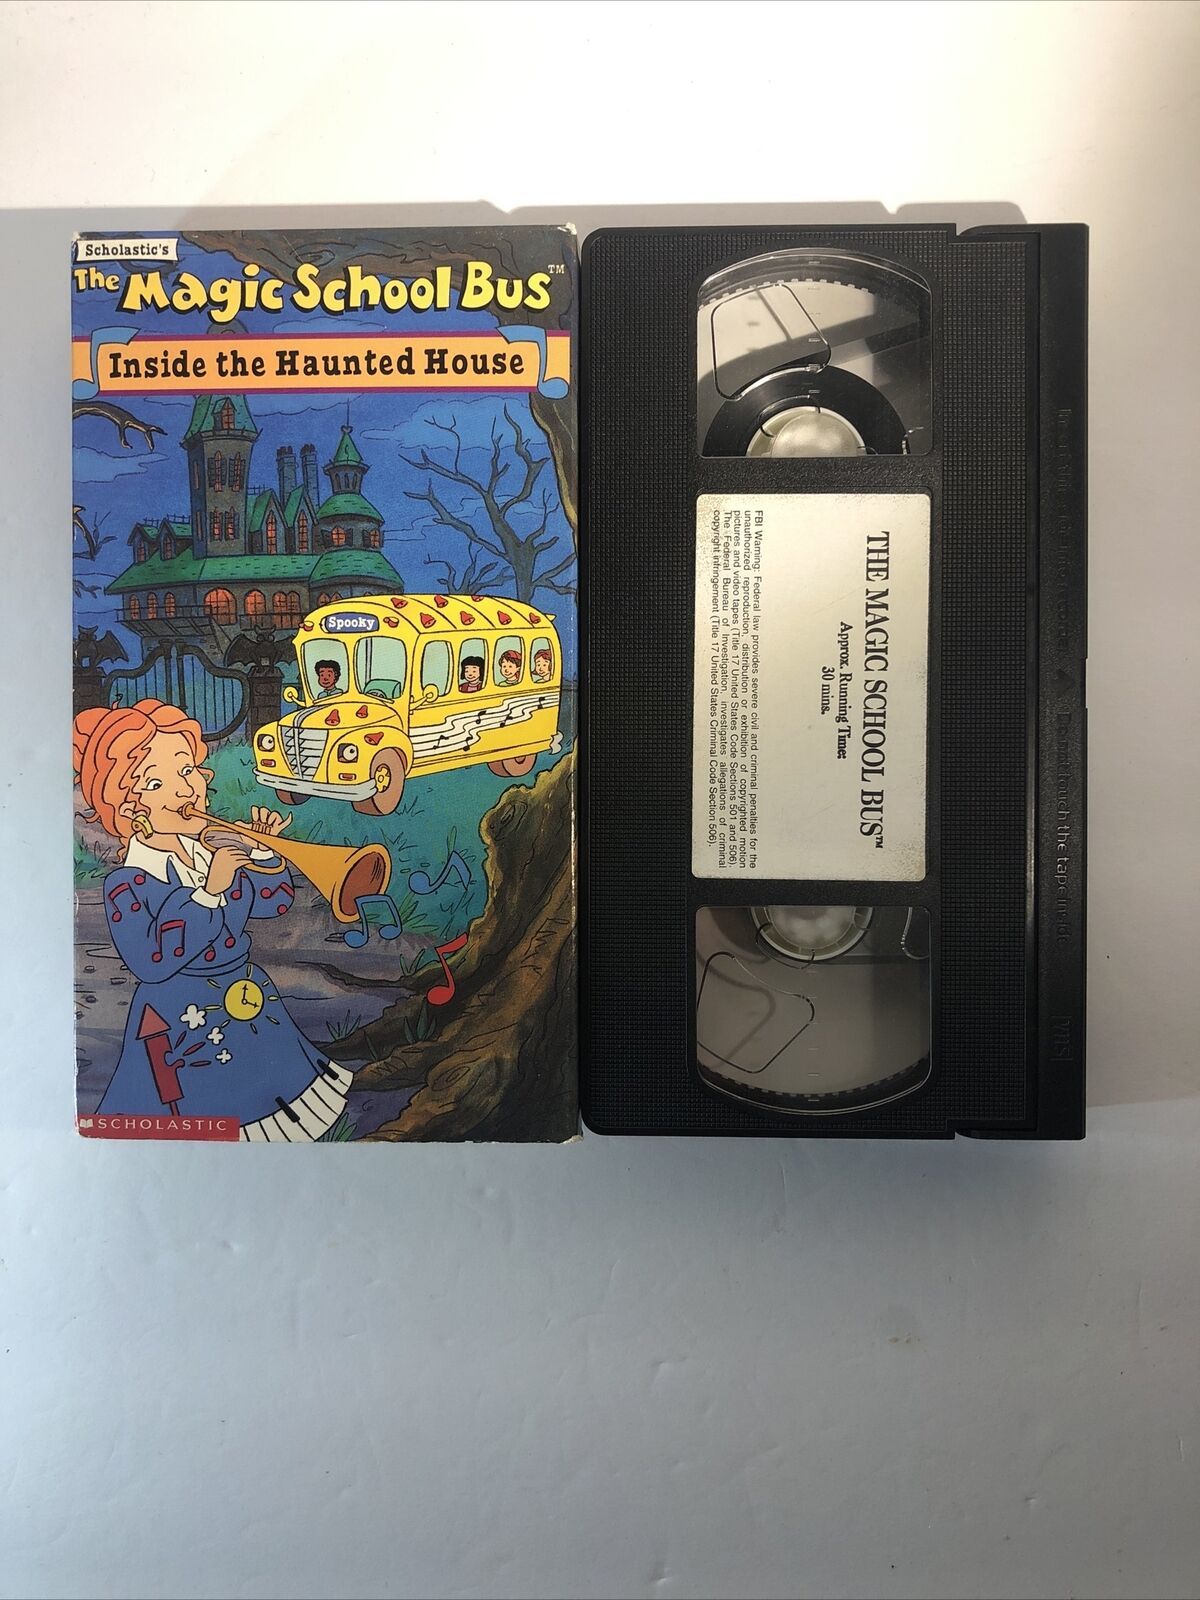 Scholastic's
The Magic School Bus™
Inside the Haunted House
Spooky
SCHOLASTIC
THE MAGIC SCHOOL BUS™
Approx. Running Time:
30 mins.
FBI Warning: Federal law provides severe civil and criminal penalties for the
unauthorized reproduction, distribution or exhibition of copyrighted motion
pictures and video tapes (Title 17 United States Code Sections 501 and 506).
The Federal Bureau of Investigation, investigates allegations of criminal
copyright infringement (Title 17 United States Criminal Code Section 506).
Do not touch the tape inside
VHS